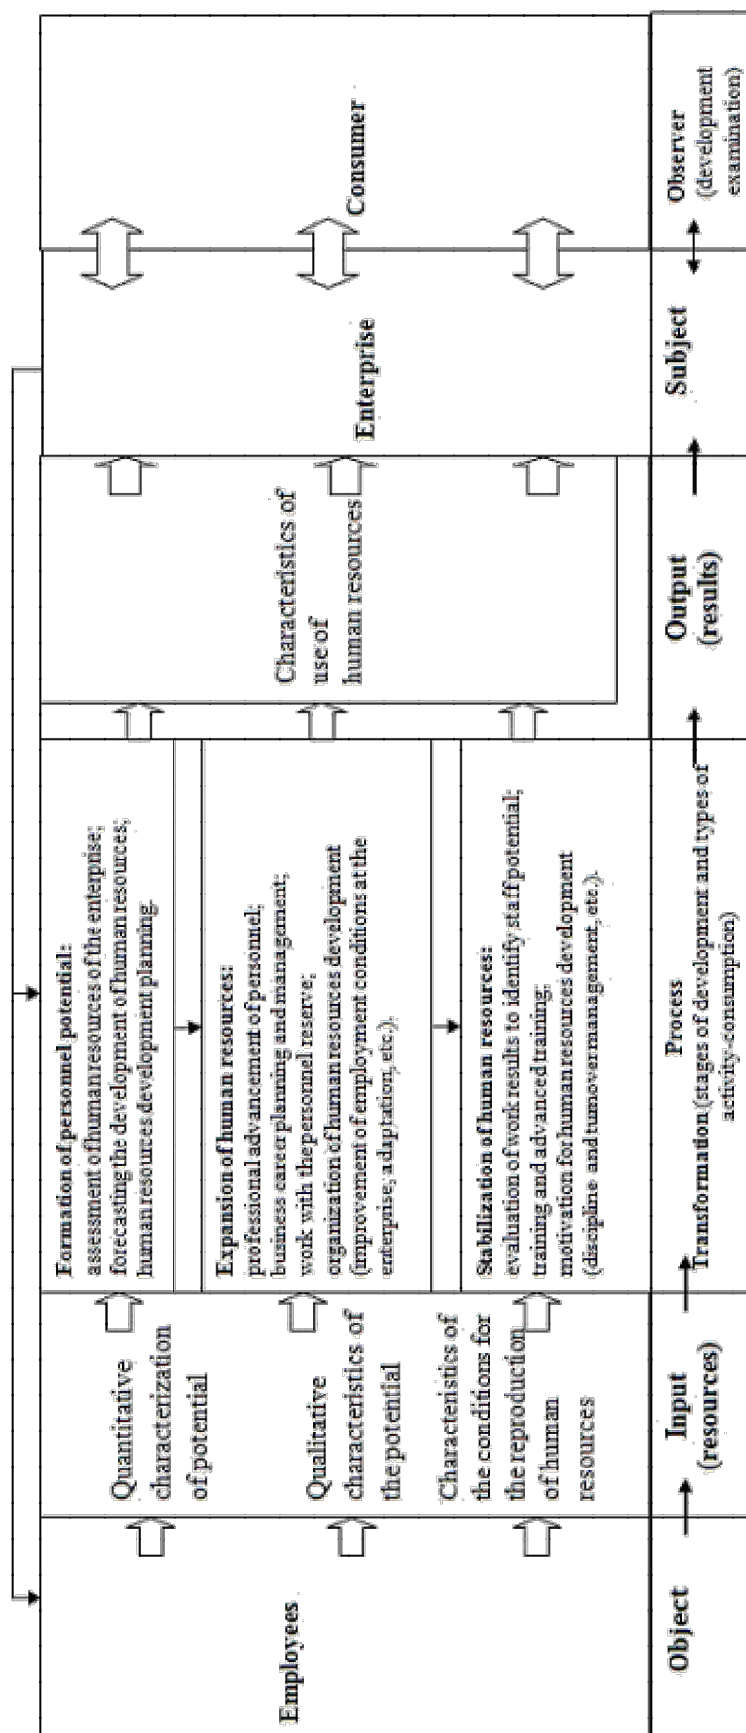 Employees
Quantitative
characterization
of potential
Qualitative
characteristics of
the potential
Characteristics of
the conditions for
the reproduction
of human
resources
Formation of personnel potential:
assessment of human resources of the enterprise;
forecasting the development of human resources;
human resources development planning.
Expansion of human resources:
professional advancement of personnel;
business career planning and management;
work with the personnel reserve;
organization of human resources development
(improvement of employment conditions at the
enterprise; adaptation, etc.).
Stabilization of human resources:
evaluation of work results to identify staff potential;
training and advanced training;
motivation for human resources development
(discipline and turnover management, etc.).
Characteristics of
use of
human resources
Enterprise
Consumer
Object
Input
(resources)
Process
Transformation (stages of development and types of
activity-consumption)
Output
(results)
Subject
Observer
(development
examination)